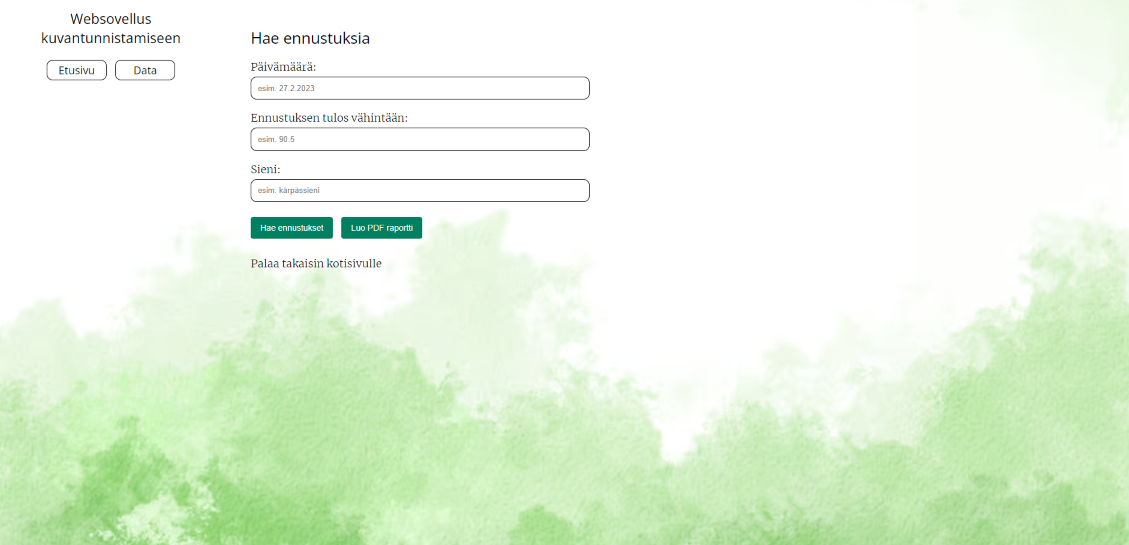 Websovellus
kuvantunnistamiseen
Etusivu
Data
Hae ennustuksia
Päivämäärä:
esim. 27.2.2023
Ennustuksen tulos vähintään:
esim. 90.5
Sieni:
esim. kärpässieni
Hae ennustukset
Luo PDF raportti
Palaa takaisin kotisivulle